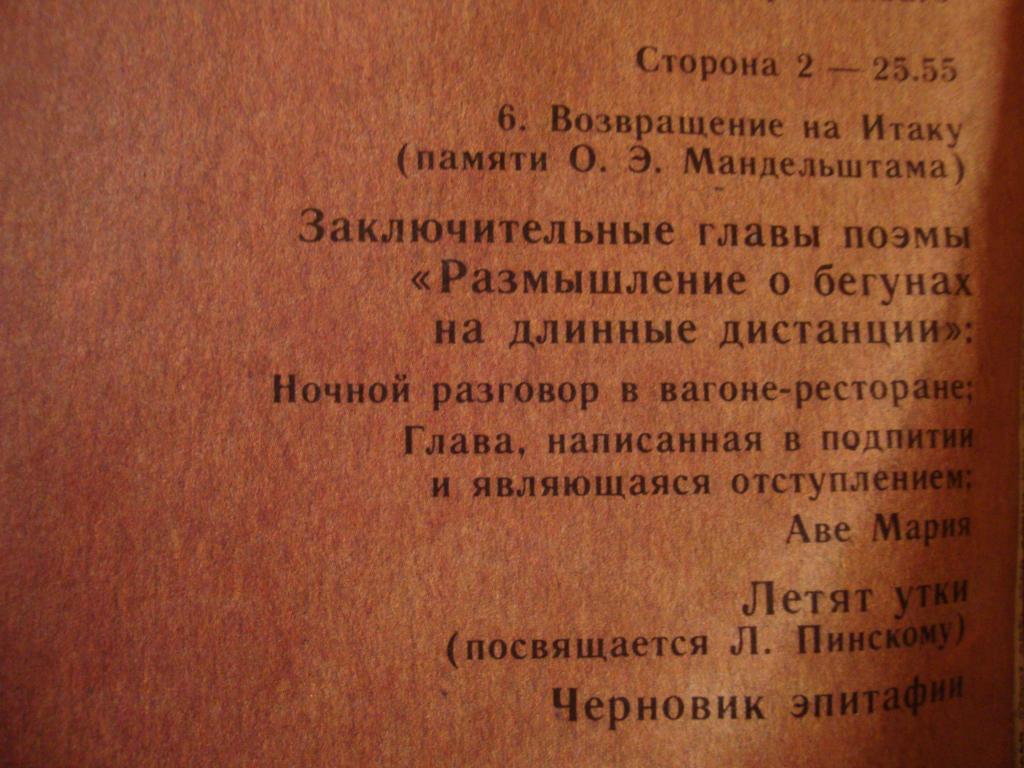 Сторона 2 — 25.55
6. Возвращение на Итаку
(памяти О. Э. Мандельштама)
Заключительные главы поэмы
«Размышление о бегунах
на длинные дистанции»:
Ночной разговор в вагоне-ресторане;
Глава, написанная в подпитии
и являющаяся отступлением;
Аве Мария
Летят утки
(посвящается Л. Пинскому)
Черновик эпитафии